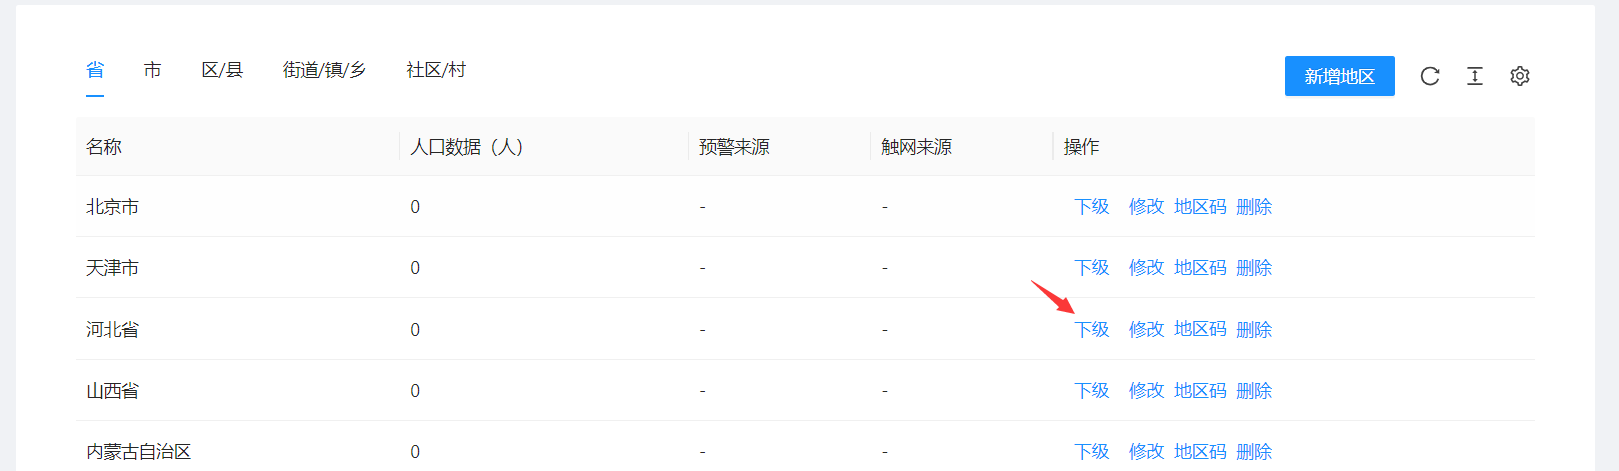 省 市 区/县 街道/镇/乡 社区/村 新增地区
名称 人口数据（人） 预警来源 触网来源 操作
北京市 0 - - 下级 修改 地区码 删除
天津市 0 - - 下级 修改 地区码 删除
河北省 0 - - 下级 修改 地区码 删除
山西省 0 - - 下级 修改 地区码 删除
内蒙古自治区 0 - - 下级 修改 地区码 删除